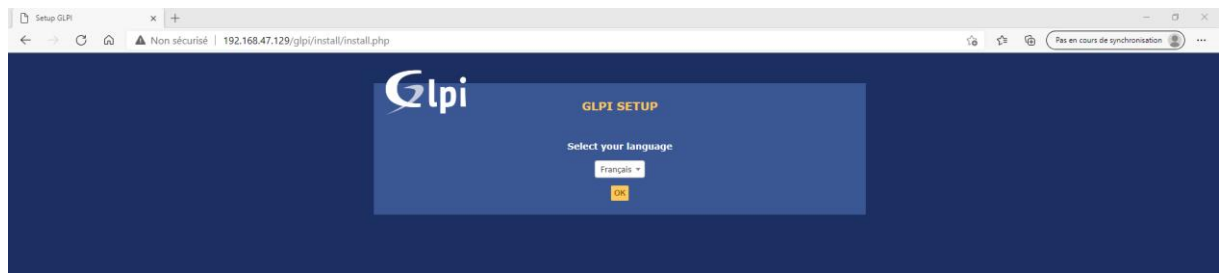 Setup GLPI
Non sécurisé | 192.168.47.129/glpi/install/install.php
Pas en cours de synchronisation
Glpi
GLPI SETUP
Select your language
Français
OK